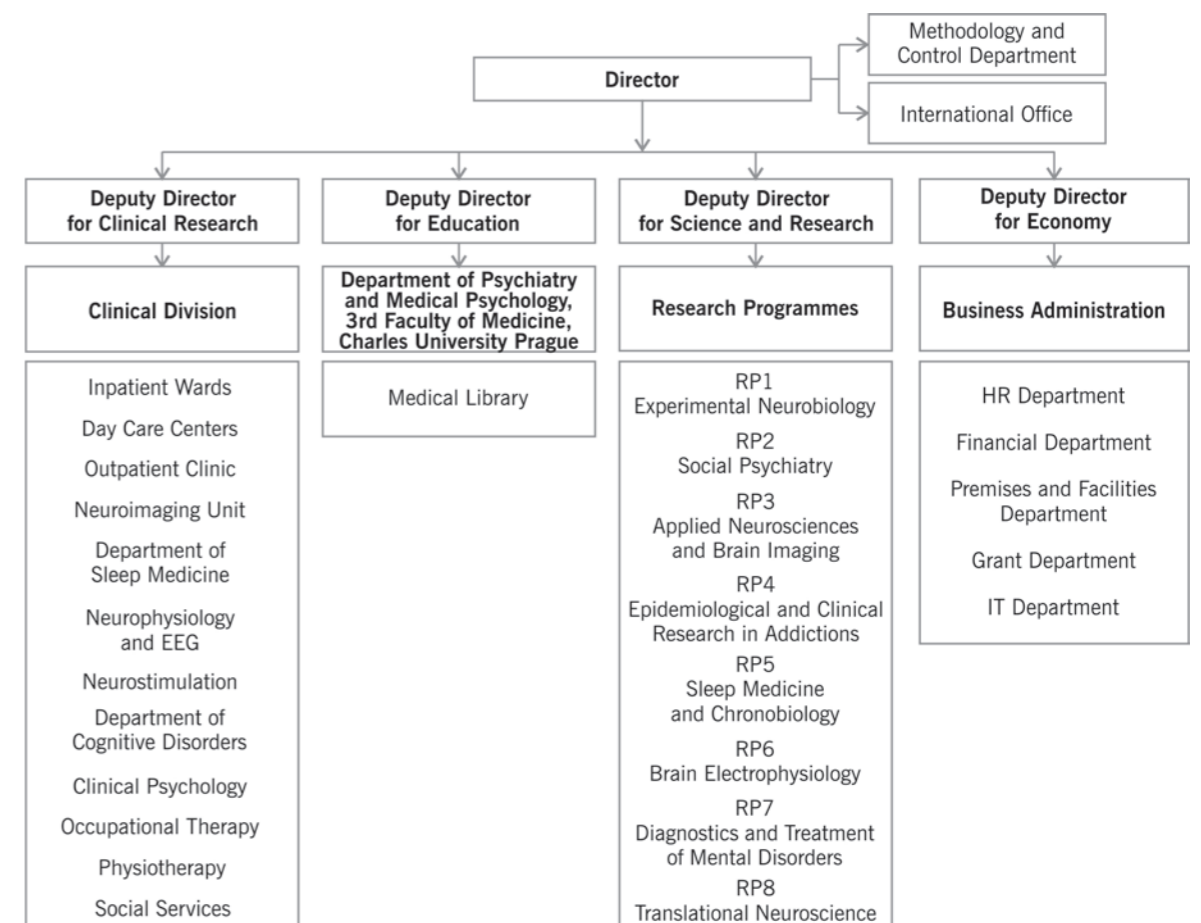 Methodology and
Control Department
Director
International Office
Deputy Director
for Clinical Research
Deputy Director
for Education
Deputy Director
for Science and Research
Deputy Director
for Economy
Clinical Division
Department of Psychiatry
and Medical Psychology,
3rd Faculty of Medicine,
Charles University Prague
Research Programmes
Business Administration
Inpatient Wards
Day Care Centers
Outpatient Clinic
Neuroimaging Unit
Department of
Sleep Medicine
Neurophysiology
and EEG
Neurostimulation
Department of
Cognitive Disorders
Clinical Psychology
Occupational Therapy
Physiotherapy
Social Services
Medical Library
RP1
Experimental Neurobiology
RP2
Social Psychiatry
RP3
Applied Neurosciences
and Brain Imaging
RP4
Epidemiological and Clinical
Research in Addictions
RP5
Sleep Medicine
and Chronobiology
RP6
Brain Electrophysiology
RP7
Diagnostics and Treatment
of Mental Disorders
RP8
Translational Neuroscience
HR Department
Financial Department
Premises and Facilities
Department
Grant Department
IT Department